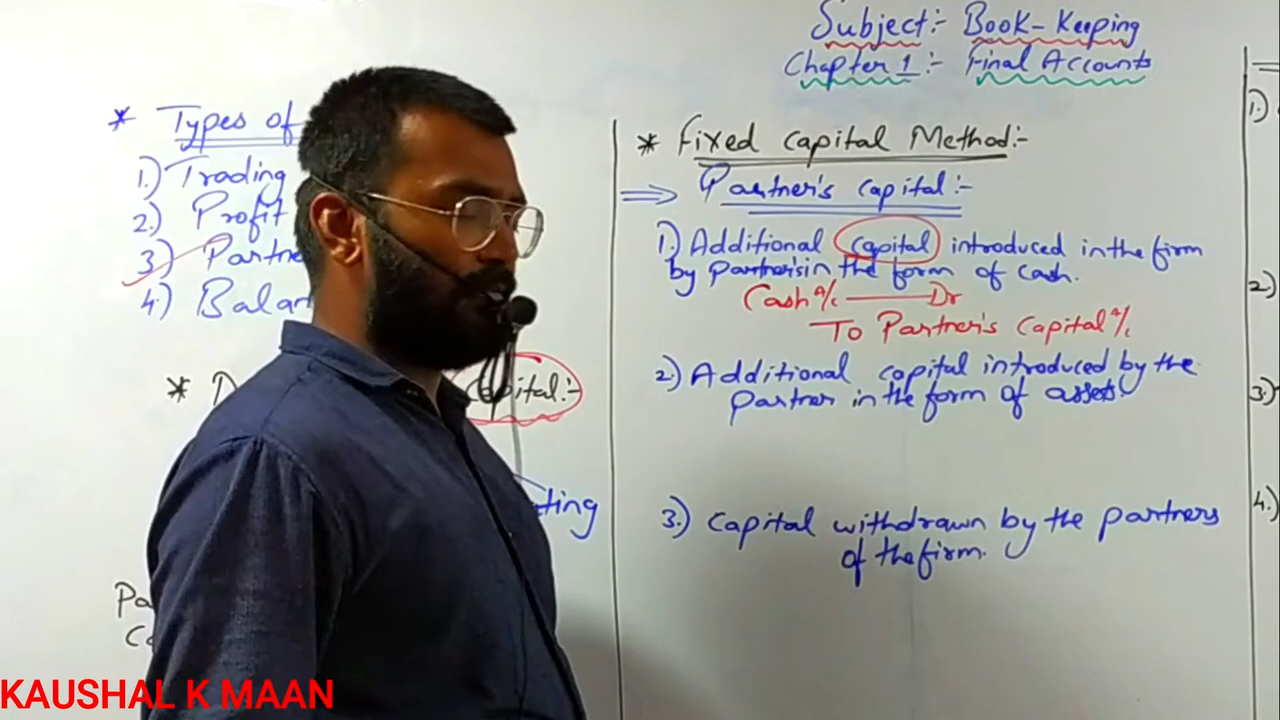 Subject:- Book-Keeping
Chapter 1:- Final Accounts
* Types of
1.) Trading
2.) Profit
3.) Partne
4.) Balan
* D
Capital:-
ting
Pa
Ca
* Fixed Capital Method:-
⇒ Partner's Capital:-
1.) Additional Capital introduced in the firm
by Partner's in the form of cash.
Cash A/c —— Dr
To Partner's Capital A/c
2.) Additional capital introduced by the
Partner in the form of assets.
3.) Capital withdrawn by the partners
of the firm.
1.)
2.)
3.)
4.)
KAUSHAL K MAAN